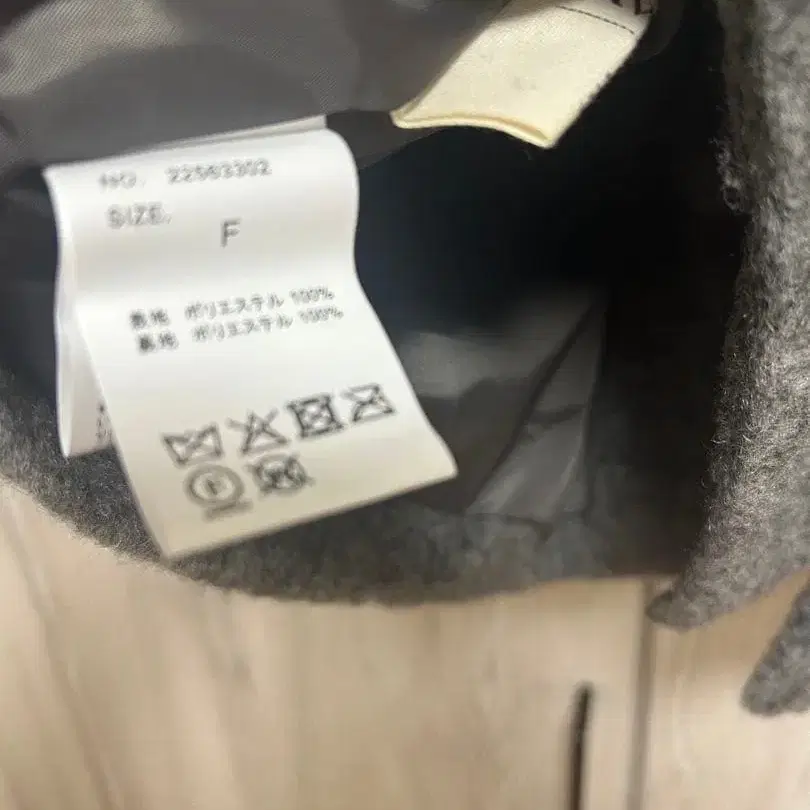 NO. 22563302
SIZE.
F
表地 ポリエステル 100%
裏地 ポリエステル 100%
F